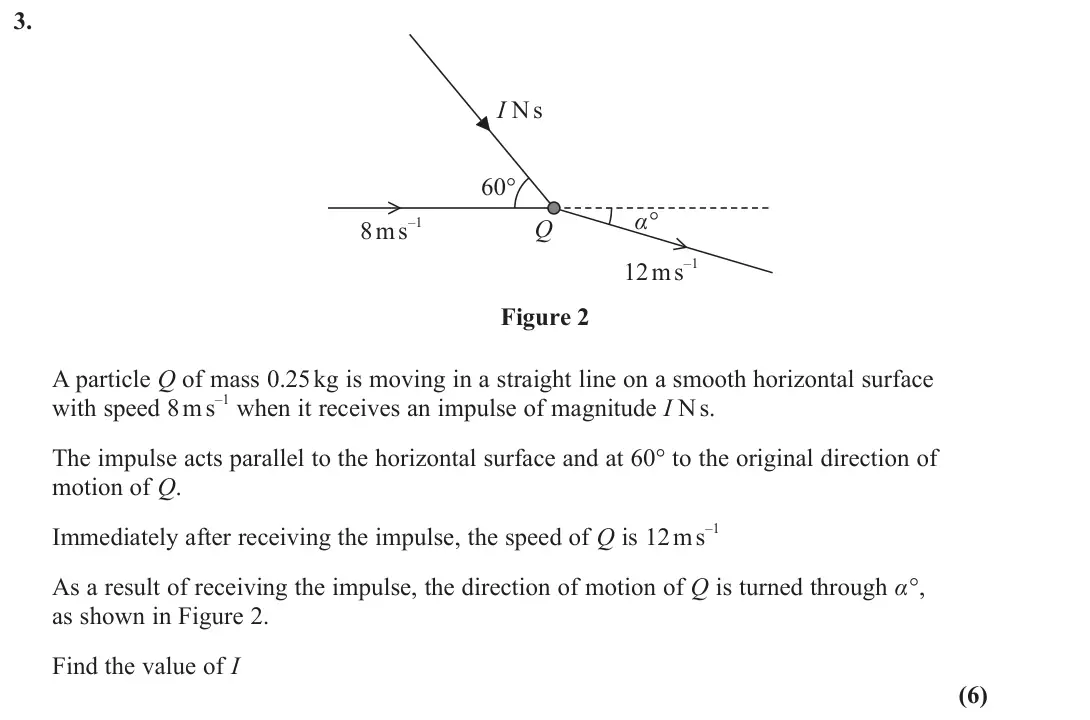 3.
I N s
60°
α°
8 m s⁻¹
Q
12 m s⁻¹
Figure 2
A particle Q of mass 0.25 kg is moving in a straight line on a smooth horizontal surface
with speed 8 m s⁻¹ when it receives an impulse of magnitude I N s.
The impulse acts parallel to the horizontal surface and at 60° to the original direction of
motion of Q.
Immediately after receiving the impulse, the speed of Q is 12 m s⁻¹
As a result of receiving the impulse, the direction of motion of Q is turned through α°,
as shown in Figure 2.
Find the value of I
(6)